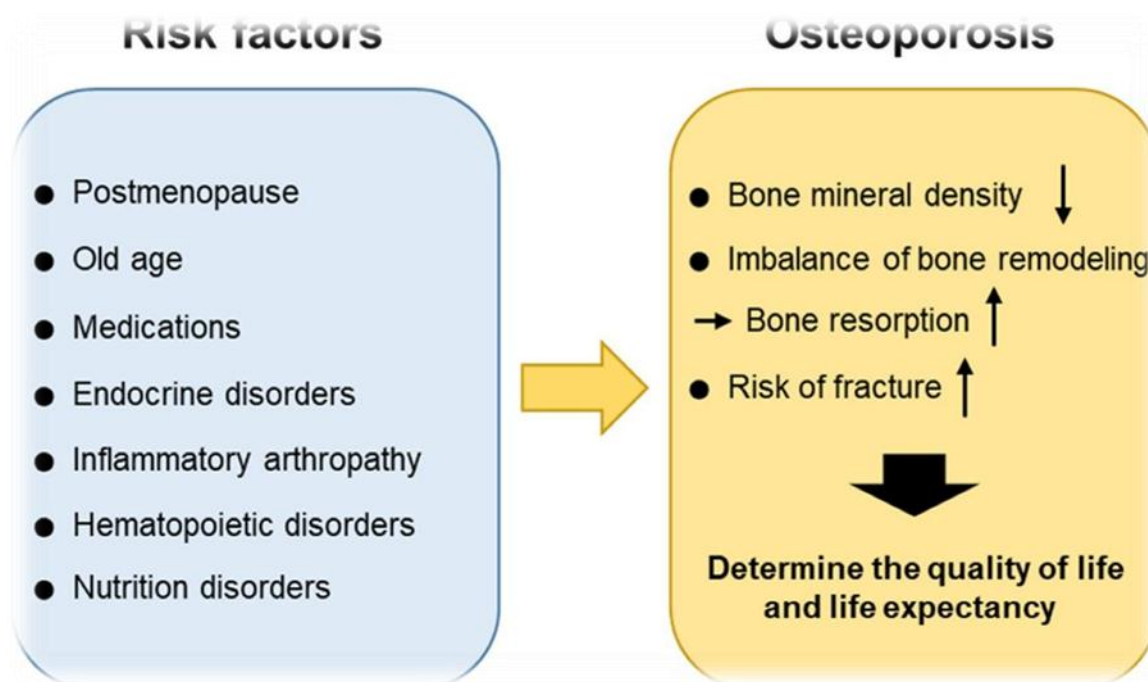 Risk factors
Postmenopause
Old age
Medications
Endocrine disorders
Inflammatory arthropathy
Hematopoietic disorders
Nutrition disorders
Osteoporosis
Bone mineral density ↓
Imbalance of bone remodeling
→ Bone resorption ↑
Risk of fracture ↑
Determine the quality of life
and life expectancy